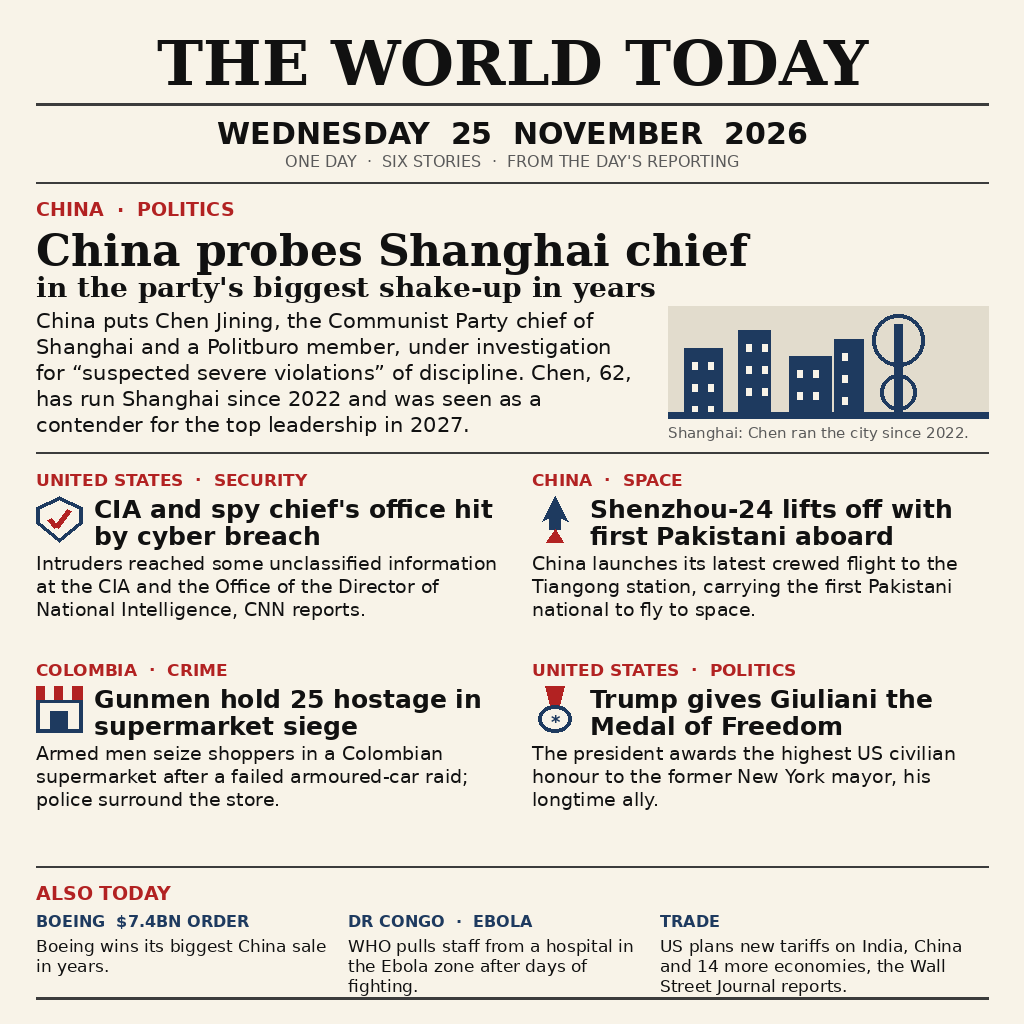 THE WORLD TODAY
WEDNESDAY 25 NOVEMBER 2026
ONE DAY · SIX STORIES · FROM THE DAY'S REPORTING
CHINA · POLITICS
China probes Shanghai chief
in the party's biggest shake-up in years
China puts Chen Jining, the Communist Party chief of
Shanghai and a Politburo member, under investigation
for “suspected severe violations” of discipline. Chen, 62,
has run Shanghai since 2022 and was seen as a
contender for the top leadership in 2027.
Shanghai: Chen ran the city since 2022.
UNITED STATES · SECURITY
CIA and spy chief's office hit
by cyber breach
Intruders reached some unclassified information
at the CIA and the Office of the Director of
National Intelligence, CNN reports.
CHINA · SPACE
Shenzhou-24 lifts off with
first Pakistani aboard
China launches its latest crewed flight to the
Tiangong station, carrying the first Pakistani
national to fly to space.
COLOMBIA · CRIME
Gunmen hold 25 hostage in
supermarket siege
Armed men seize shoppers in a Colombian
supermarket after a failed armoured-car raid;
police surround the store.
UNITED STATES · POLITICS
Trump gives Giuliani the
Medal of Freedom
The president awards the highest US civilian
honour to the former New York mayor, his
longtime ally.
ALSO TODAY
BOEING $7.4BN ORDER
Boeing wins its biggest China sale
in years.
DR CONGO · EBOLA
WHO pulls staff from a hospital in
the Ebola zone after days of
fighting.
TRADE
US plans new tariffs on India, China
and 14 more economies, the Wall
Street Journal reports.